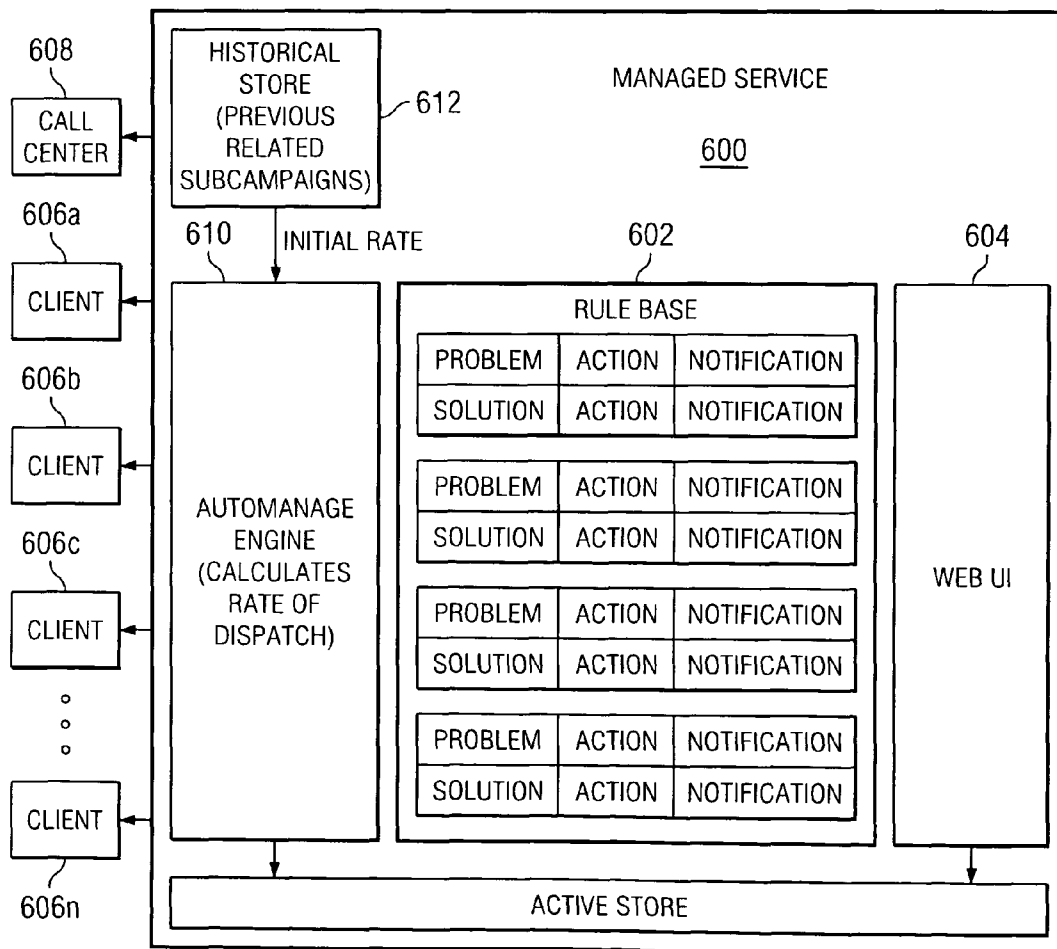 608
CALL
CENTER
606a
CLIENT
606b
CLIENT
606c
CLIENT
CLIENT
606n
HISTORICAL
STORE
(PREVIOUS
RELATED
SUBCAMPAIGNS)
612
MANAGED SERVICE
600
610
INITIAL RATE
AUTOMANAGE
ENGINE
(CALCULATES
RATE OF
DISPATCH)
602
RULE BASE
PROBLEM ACTION NOTIFICATION
SOLUTION ACTION NOTIFICATION
PROBLEM ACTION NOTIFICATION
SOLUTION ACTION NOTIFICATION
PROBLEM ACTION NOTIFICATION
SOLUTION ACTION NOTIFICATION
PROBLEM ACTION NOTIFICATION
SOLUTION ACTION NOTIFICATION
604
WEB UI
ACTIVE STORE